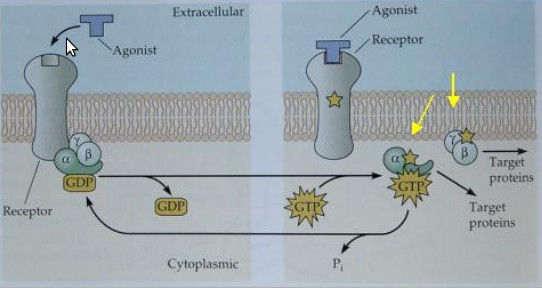 Extracellular
Agonist
Receptor
α
γ
β
GDP
GDP
Cytoplasmic
Agonist
Receptor
α
γ
β
GTP
GTP
Target
proteins
Target
proteins
Pi